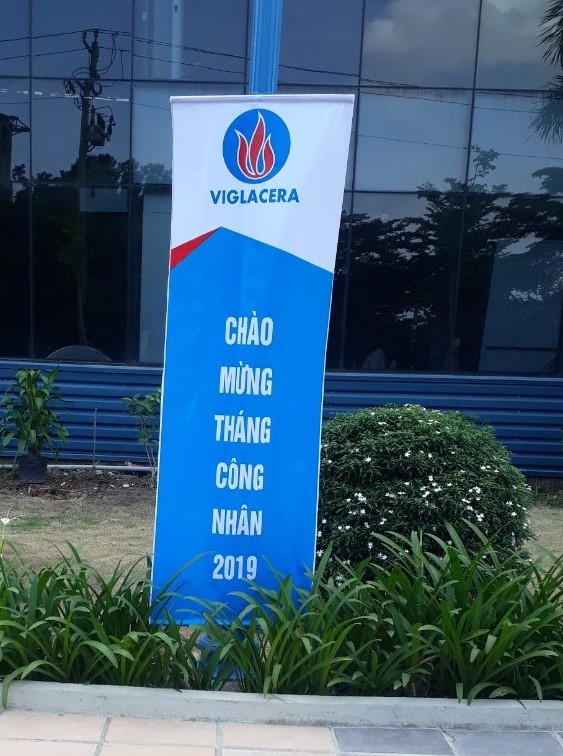 VIGLACERA
CHÀO
MỪNG
THÁNG
CÔNG
NHÂN
2019